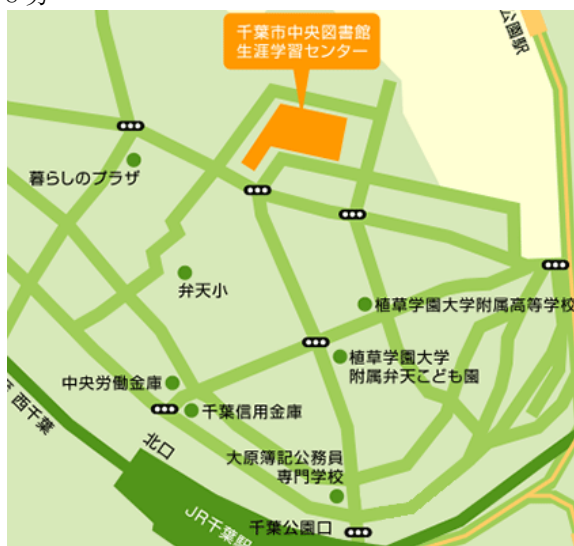 千葉市中央図書館
生涯学習センター
公園駅
暮らしのプラザ
弁天小
植草学園大学附属高等学校
植草学園大学
附属弁天こども園
中央労働金庫
千葉信用金庫
西千葉
北口
大原簿記公務員
専門学校
JR千葉駅
千葉公園口